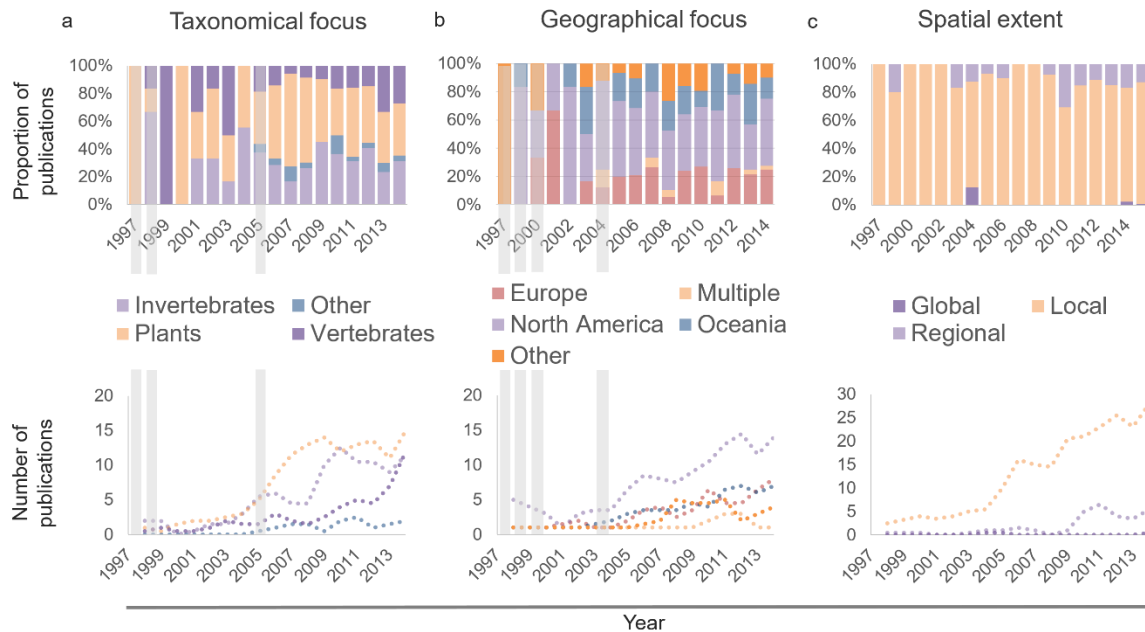 a Taxonomical focus b Geographical focus c Spatial extent
Proportion of
publications
100%
80%
60%
40%
20%
0%
1997 1999 2001 2003 2005 2007 2009 2011 2013
100%
80%
60%
40%
20%
0%
1997 2000 2002 2004 2006 2008 2010 2012 2014
100%
80%
60%
40%
20%
0%
1997 2000 2002 2004 2006 2008 2010 2012 2014
Invertebrates Other
Plants Vertebrates
Europe Multiple
North America Oceania
Other
Global Local
Regional
Number of
publications
20
15
10
5
0
1997 1999 2001 2003 2005 2007 2009 2011 2013
20
15
10
5
0
1997 1999 2001 2003 2005 2007 2009 2011 2013
30
25
20
15
10
5
0
1997 1999 2001 2003 2005 2007 2009 2011 2013
Year